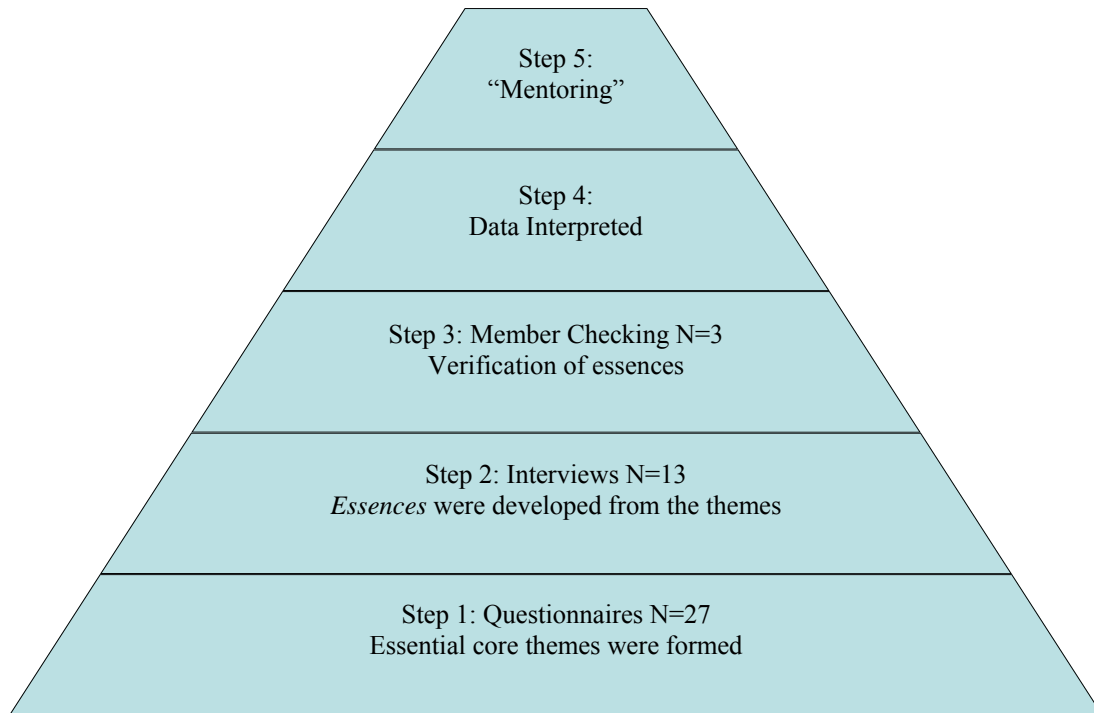 Step 5:
“Mentoring”
Step 4:
Data Interpreted
Step 3: Member Checking N=3
Verification of essences
Step 2: Interviews N=13
Essences were developed from the themes
Step 1: Questionnaires N=27
Essential core themes were formed